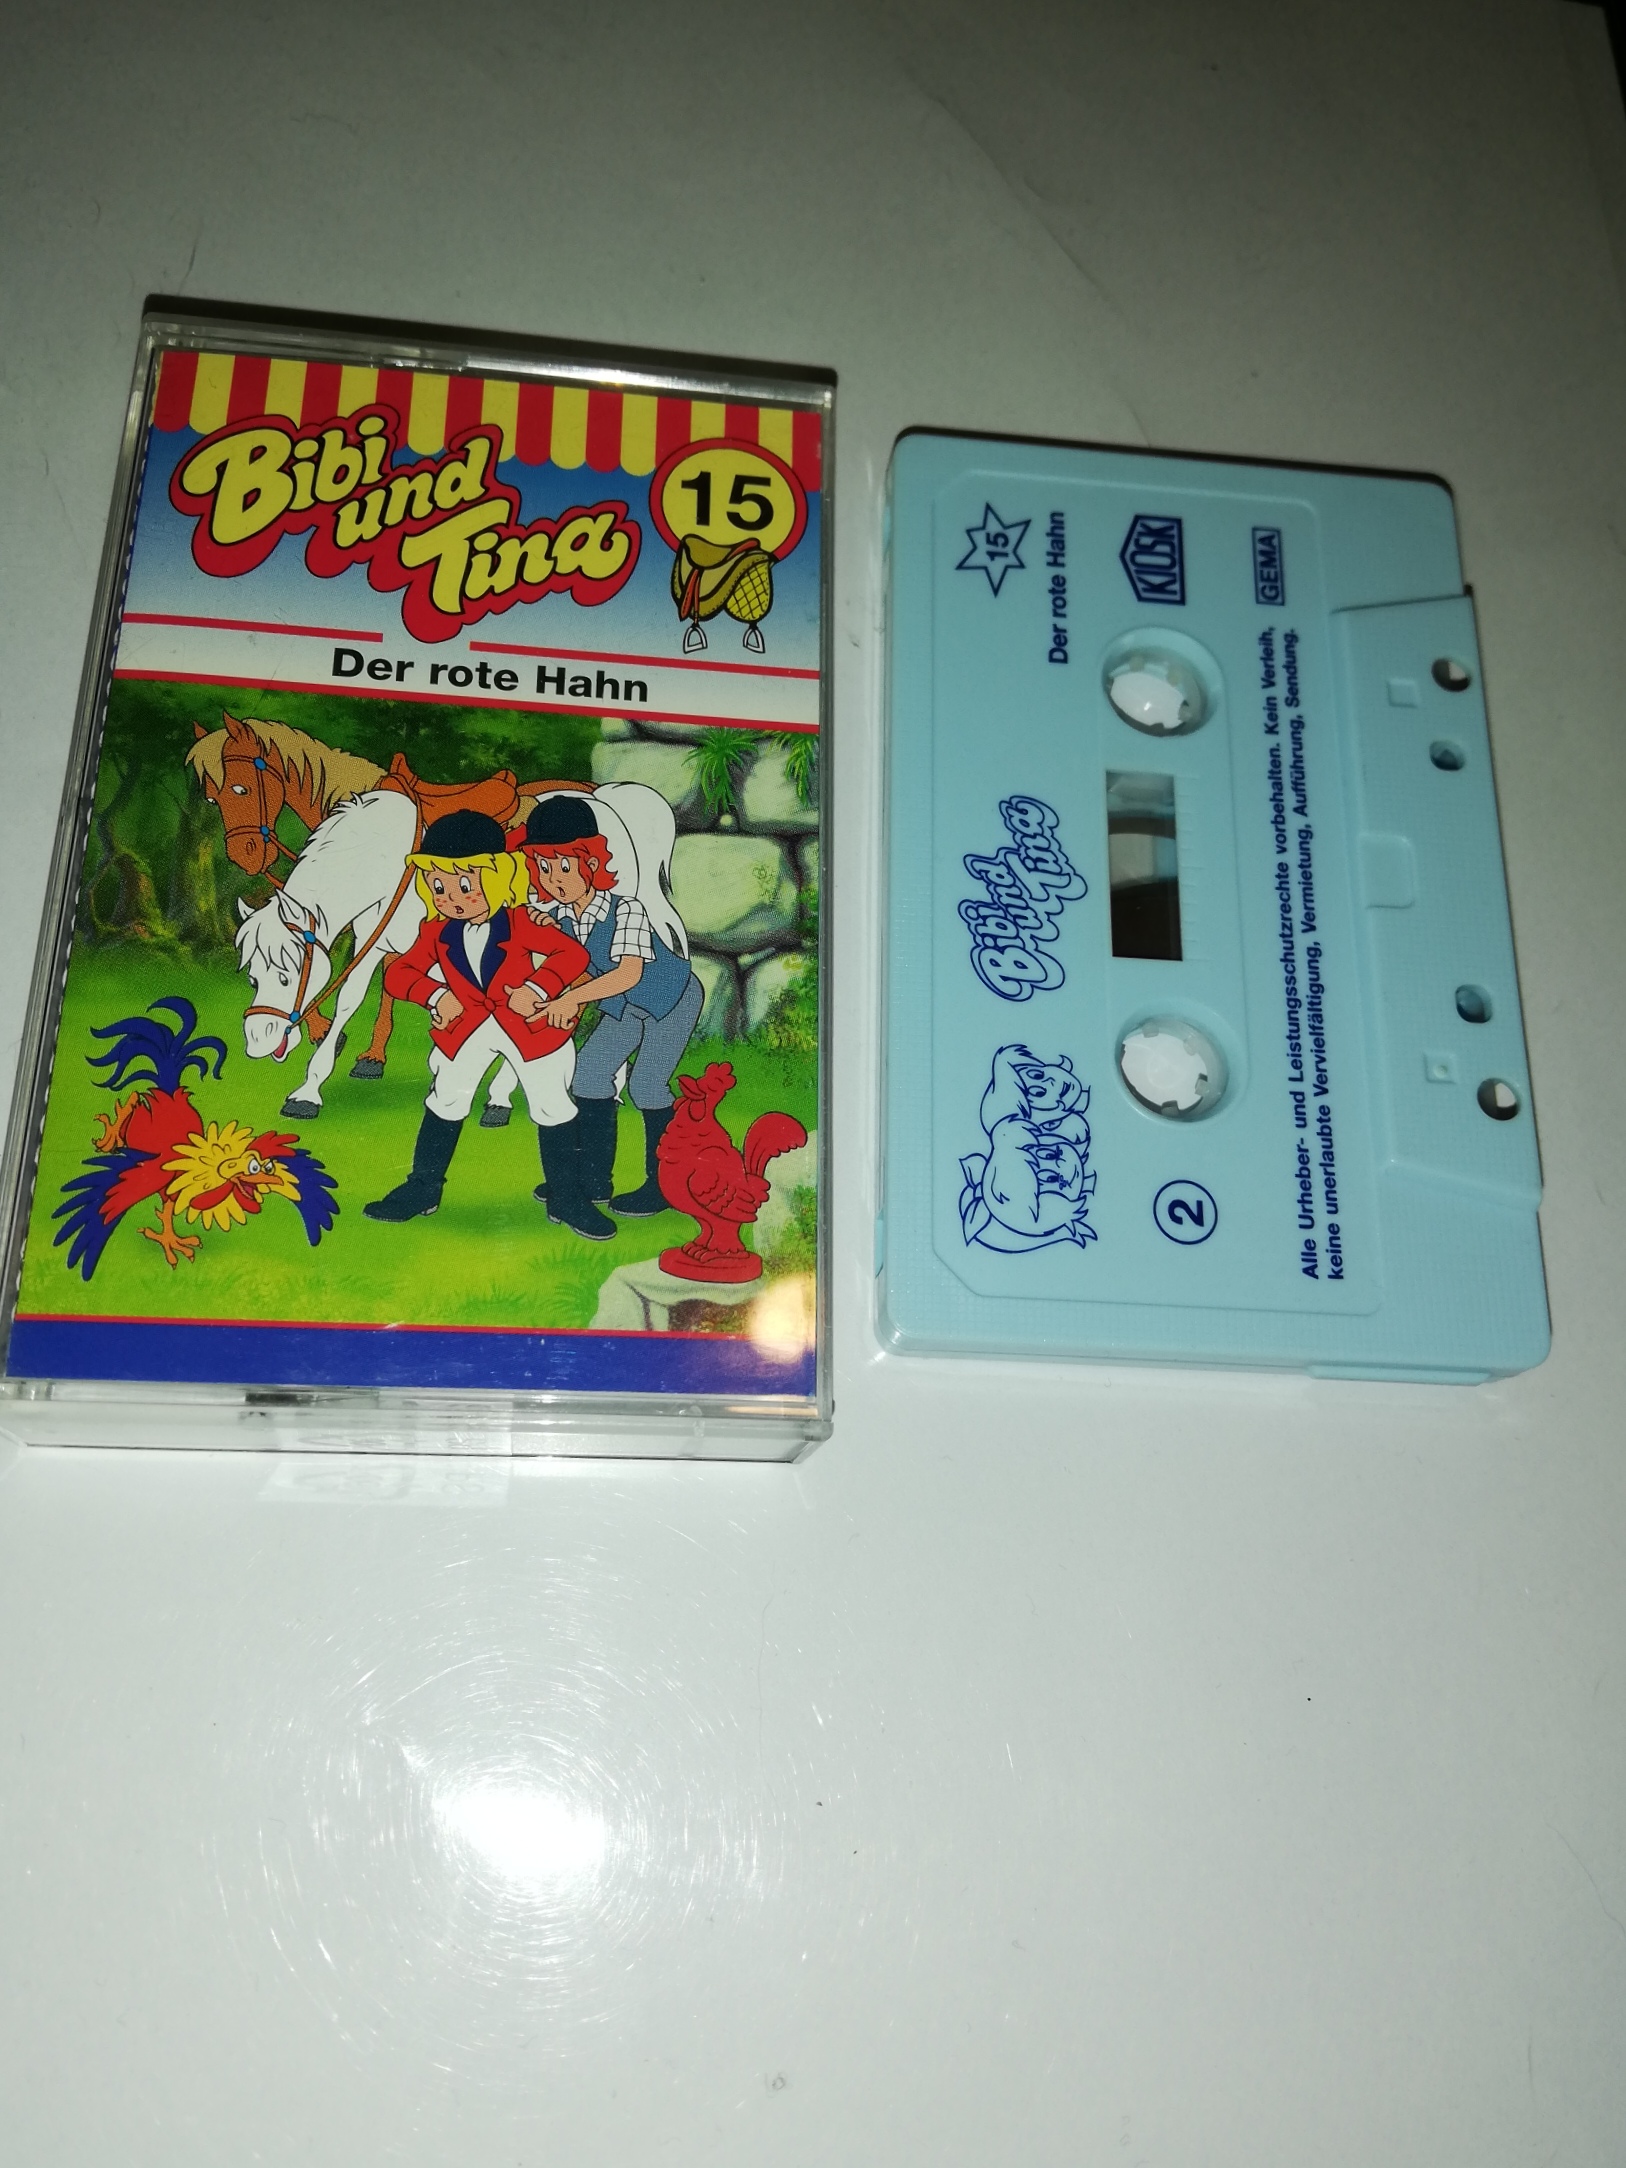 Bibi
und
Tina
15
Der rote Hahn
15
Der rote Hahn
KIOSK
GEMA
Bibi
und
Tina
2
Alle Urheber- und Leistungsschutzrechte vorbehalten. Kein Verleih,
keine unerlaubte Vervielfältigung, Vermietung, Aufführung, Sendung.